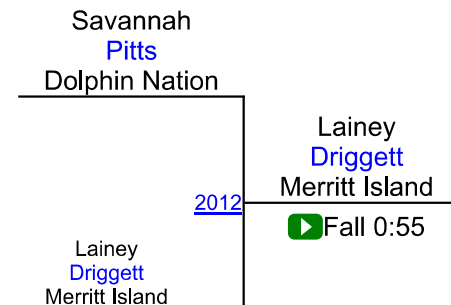 Savannah
Pitts
Dolphin Nation
Lainey
Driggett
Merritt Island
2012
Fall 0:55
Lainey
Driggett
Merritt Island